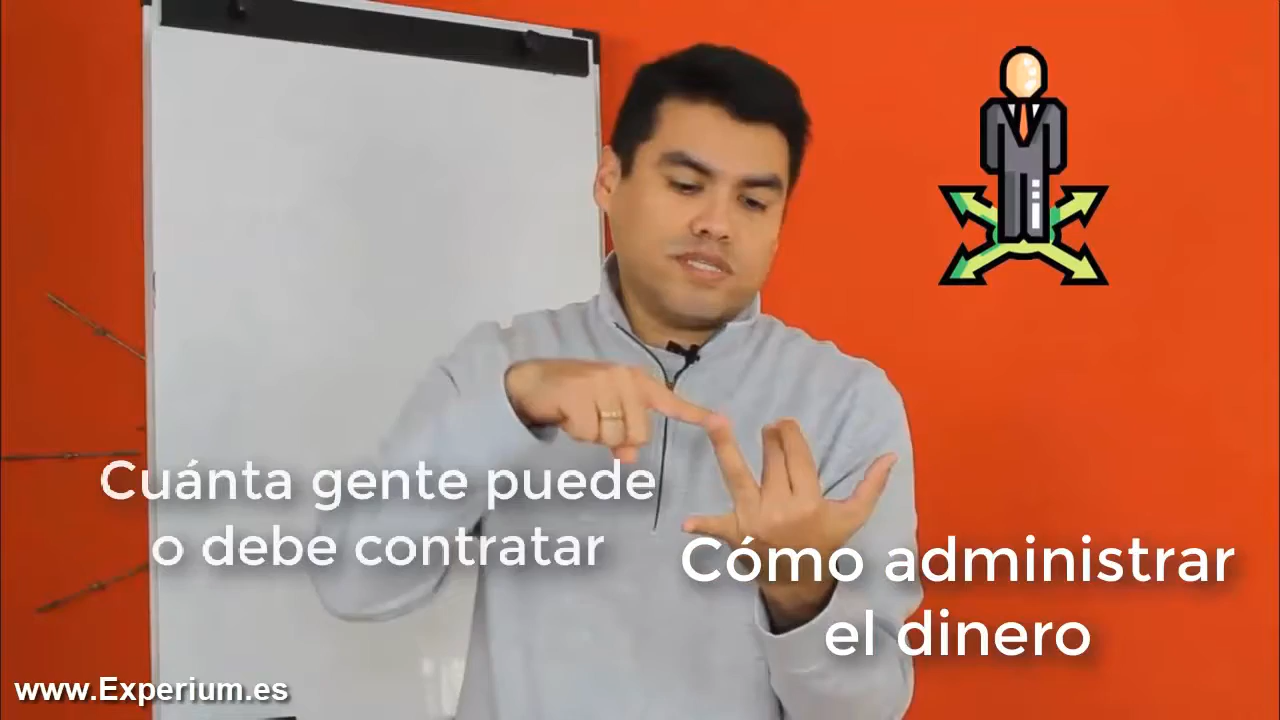 Cuánta gente puede
o debe contratar
Cómo administrar
el dinero
www.Experium.es